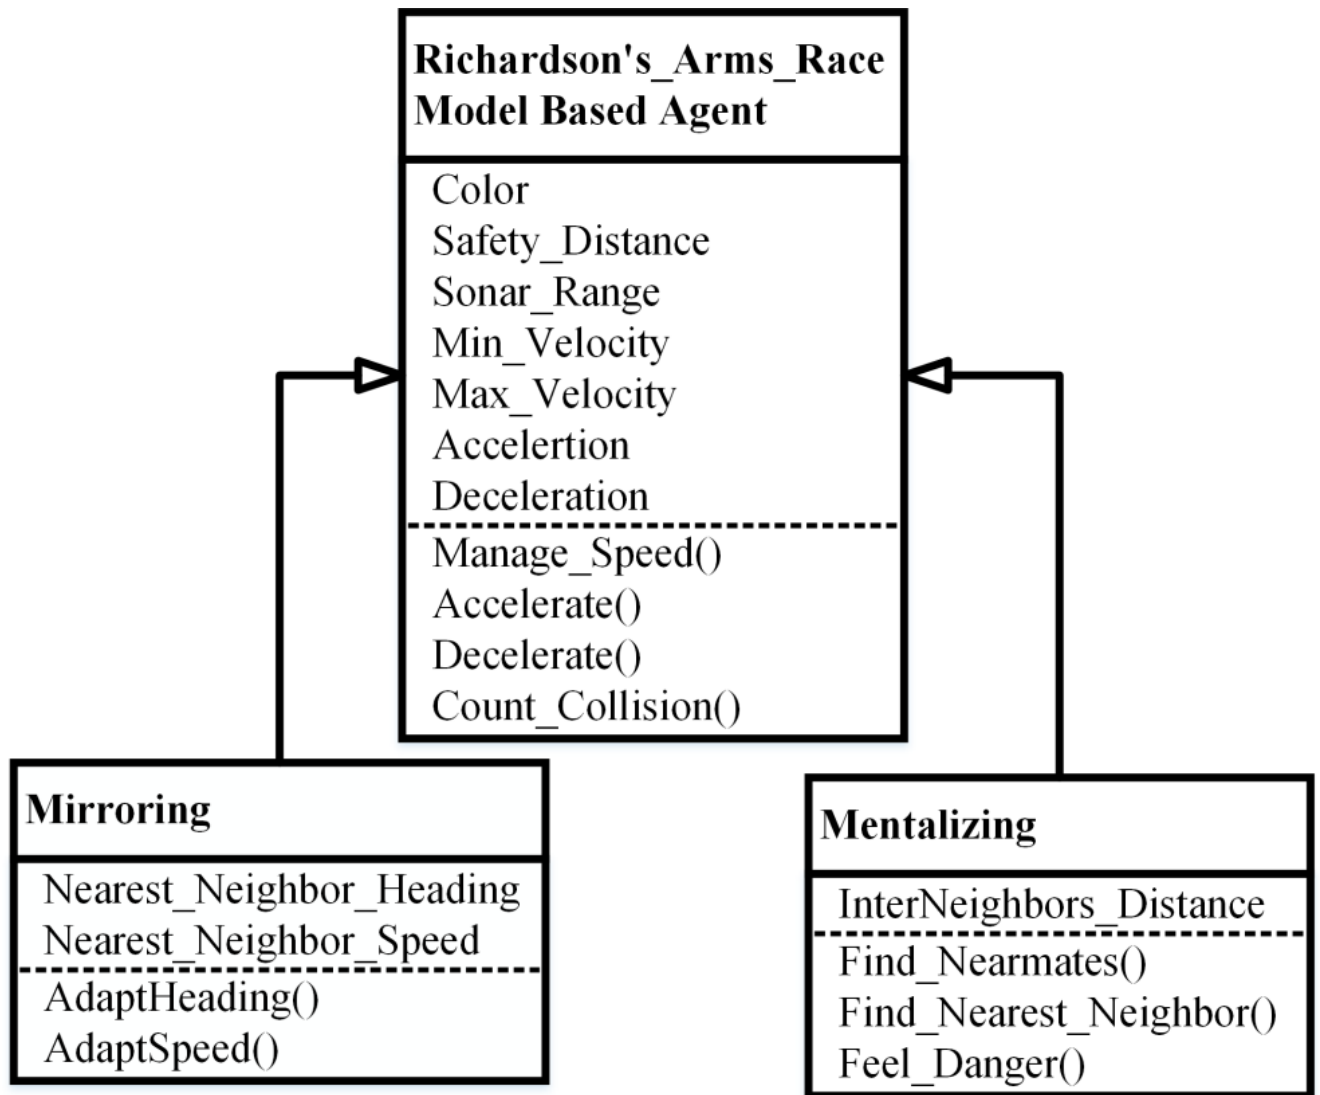 Richardson's_Arms_Race
Model Based Agent
Color
Safety_Distance
Sonar_Range
Min_Velocity
Max_Velocity
Accelertion
Deceleration
Manage_Speed()
Accelerate()
Decelerate()
Count_Collision()
Mirroring
Nearest_Neighbor_Heading
Nearest_Neighbor_Speed
AdaptHeading()
AdaptSpeed()
Mentalizing
InterNeighbors_Distance
Find_Nearmates()
Find_Nearest_Neighbor()
Feel_Danger()